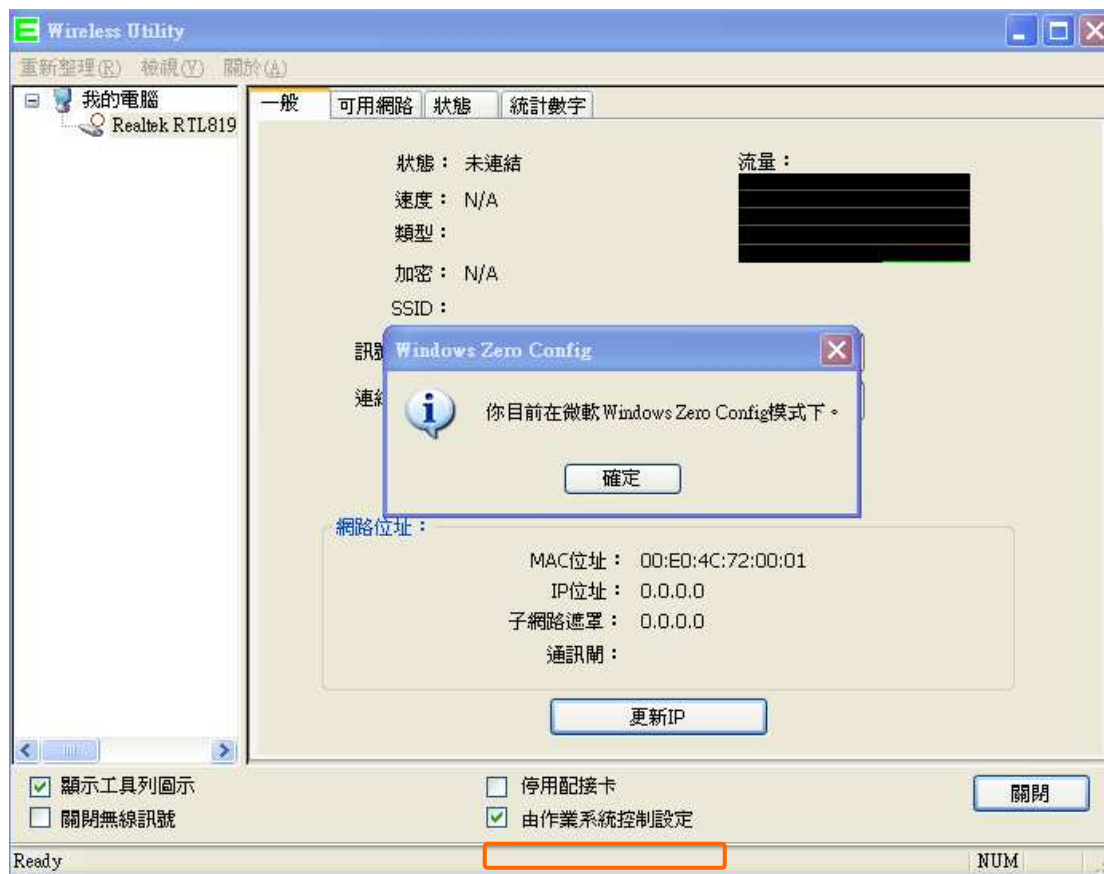 Wireless Utility
重新整理(R) 檢視(V) 關於(A)
我的電腦
Realtek RTL819
一般 可用網路 狀態 統計數字
狀態： 未連結
流量：
速度： N/A
類型：
加密： N/A
SSID：
Windows Zero Config
你目前在微軟Windows Zero Config模式下。
確定
網路位址：
MAC位址： 00:E0:4C:72:00:01
IP位址： 0.0.0.0
子網路遮罩： 0.0.0.0
通訊閘：
更新IP
顯示工具列圖示
停用配接卡
關閉
關閉無線訊號
由作業系統控制設定
Ready
NUM